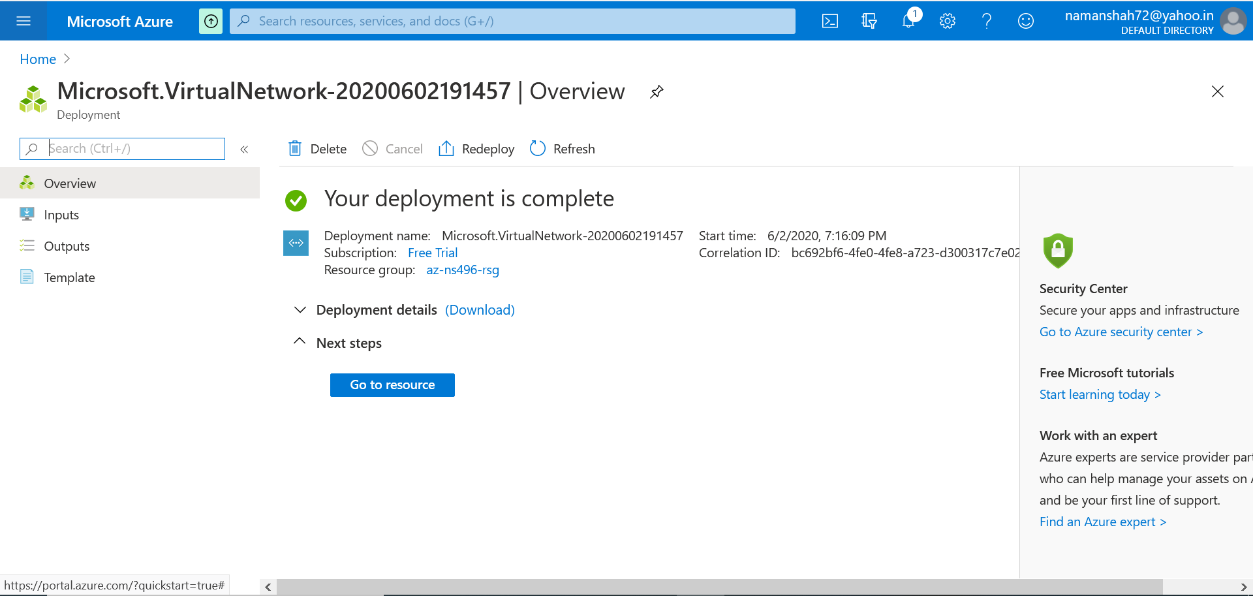 Microsoft Azure
Search resources, services, and docs (G+/)
1
namanshah72@yahoo.in
DEFAULT DIRECTORY
Home
Microsoft.VirtualNetwork-20200602191457 | Overview
Deployment
Search (Ctrl+/)
«
Overview
Inputs
Outputs
Template
Delete
Cancel
Redeploy
Refresh
Your deployment is complete
Deployment name: Microsoft.VirtualNetwork-20200602191457
Subscription: Free Trial
Resource group: az-ns496-rsg
Start time: 6/2/2020, 7:16:09 PM
Correlation ID: bc692bf6-4fe0-4fe8-a723-d300317c7e02
Deployment details (Download)
Next steps
Go to resource
Security Center
Secure your apps and infrastructure
Go to Azure security center >
Free Microsoft tutorials
Start learning today >
Work with an expert
Azure experts are service provider part
who can help manage your assets on A
and be your first line of support.
Find an Azure expert >
https://portal.azure.com/?quickstart=true#